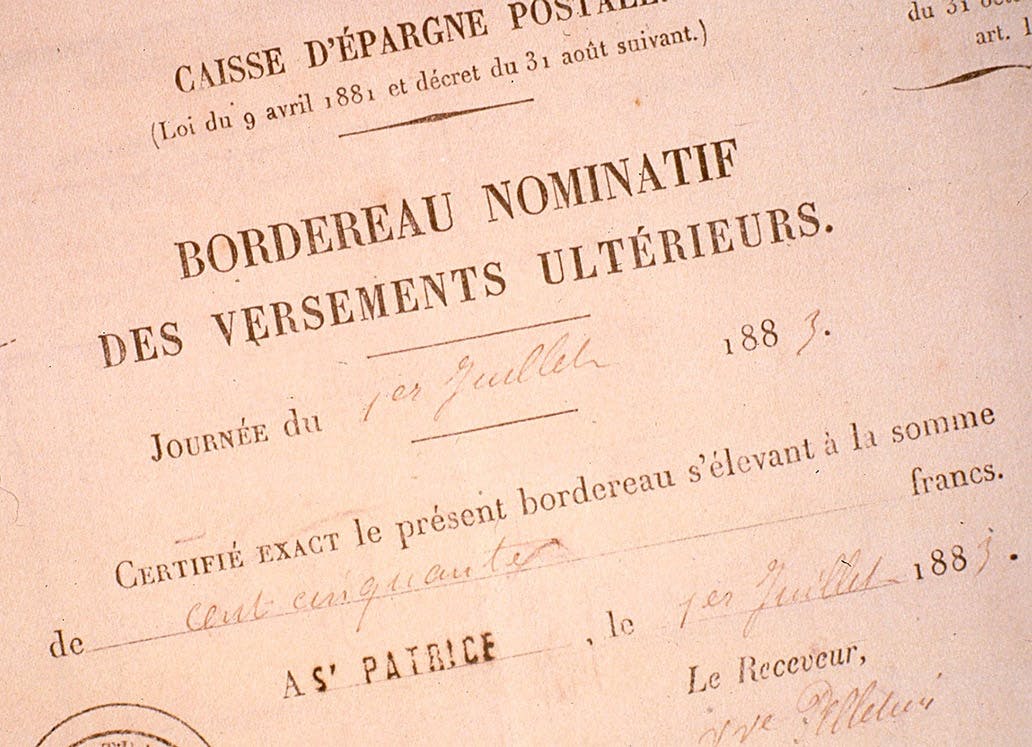 CAISSE D'ÉPARGNE POSTALE.
(Loi du 9 avril 1881 et décret du 31 août suivant.)
du 31
art. 1
BORDEREAU NOMINATIF
DES VERSEMENTS ULTÉRIEURS.
JOURNÉE du 1er Juillet 1883.
CERTIFIÉ EXACT le présent bordereau s'élevant à la somme
de cent cinquante francs.
A St PATRICE, le 1er Juillet 1883.
Le Receveur,